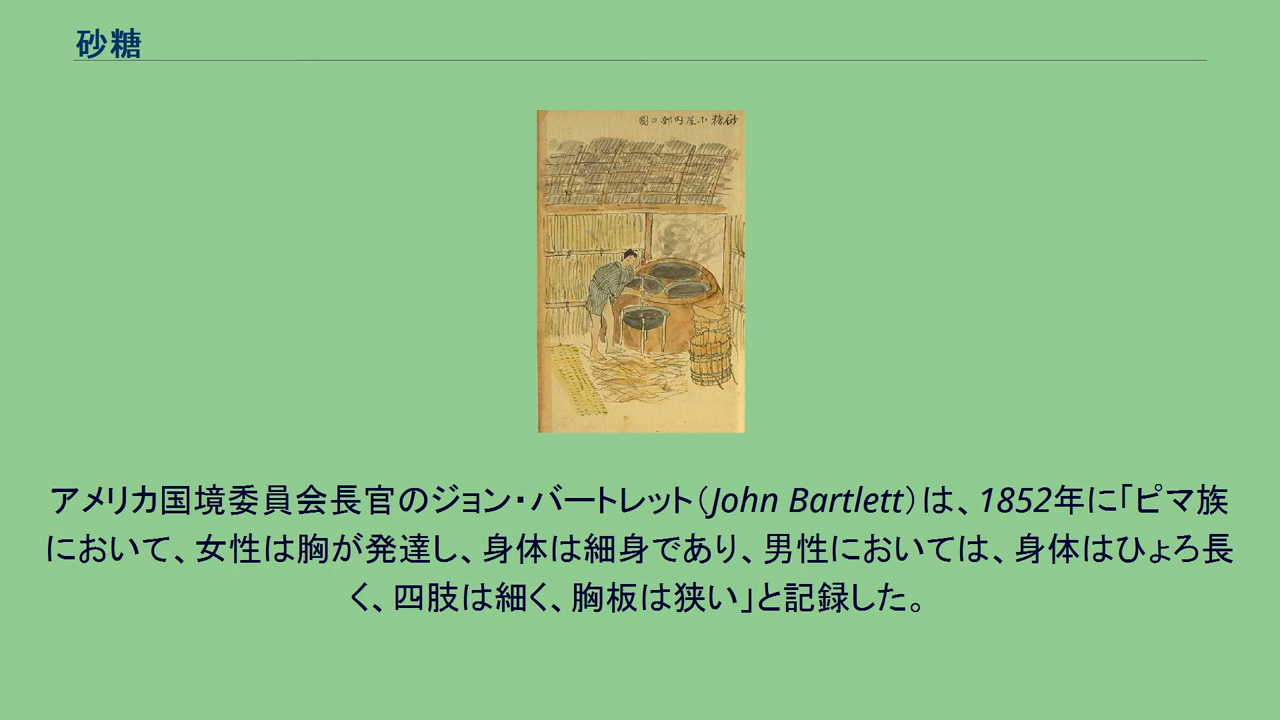 砂糖
砂糖小屋内部の圖
アメリカ国境委員会長官のジョン・バートレット（John Bartlett）は、1852年に「ピマ族
において、女性は胸が発達し、身体は細身であり、男性においては、身体はひょろ長
く、四肢は細く、胸板は狭い」と記録した。